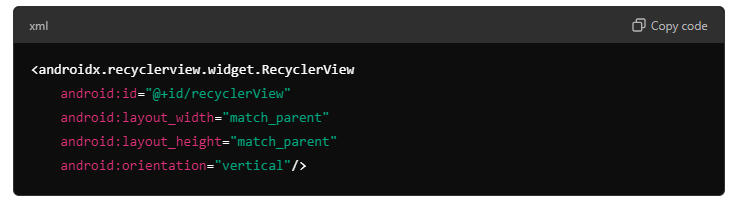 xml
Copy code
<androidx.recyclerview.widget.RecyclerView
    android:id="@+id/recyclerView"
    android:layout_width="match_parent"
    android:layout_height="match_parent"
    android:orientation="vertical"/>